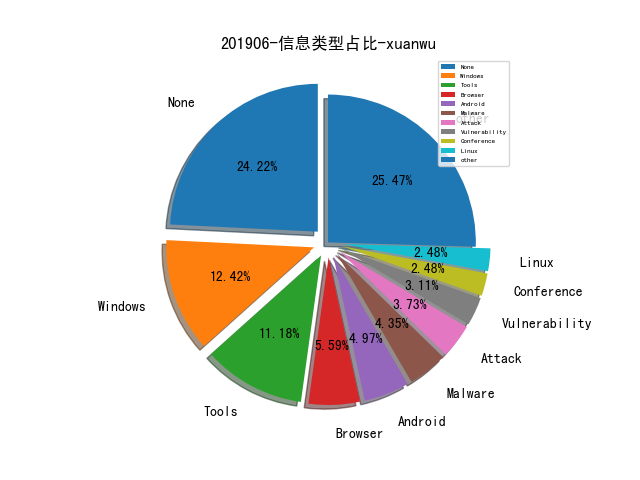 201906-信息类型占比-xuanwu
None
Windows
Tools
Browser
Android
Malware
Attack
Vulnerability
Conference
Linux
other
other
None
24.22%
25.47%
12.42%
11.18%
5.59%
4.97%
4.35%
3.73%
3.11%
2.48%
2.48%
Linux
Conference
Vulnerability
Attack
Malware
Android
Browser
Tools
Windows